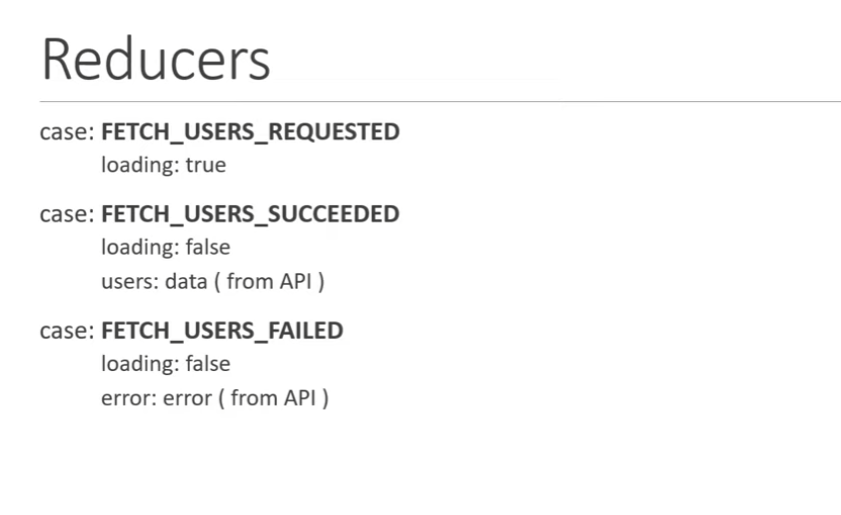 Reducers
case: FETCH_USERS_REQUESTED
loading: true
case: FETCH_USERS_SUCCEEDED
loading: false
users: data ( from API )
case: FETCH_USERS_FAILED
loading: false
error: error ( from API )